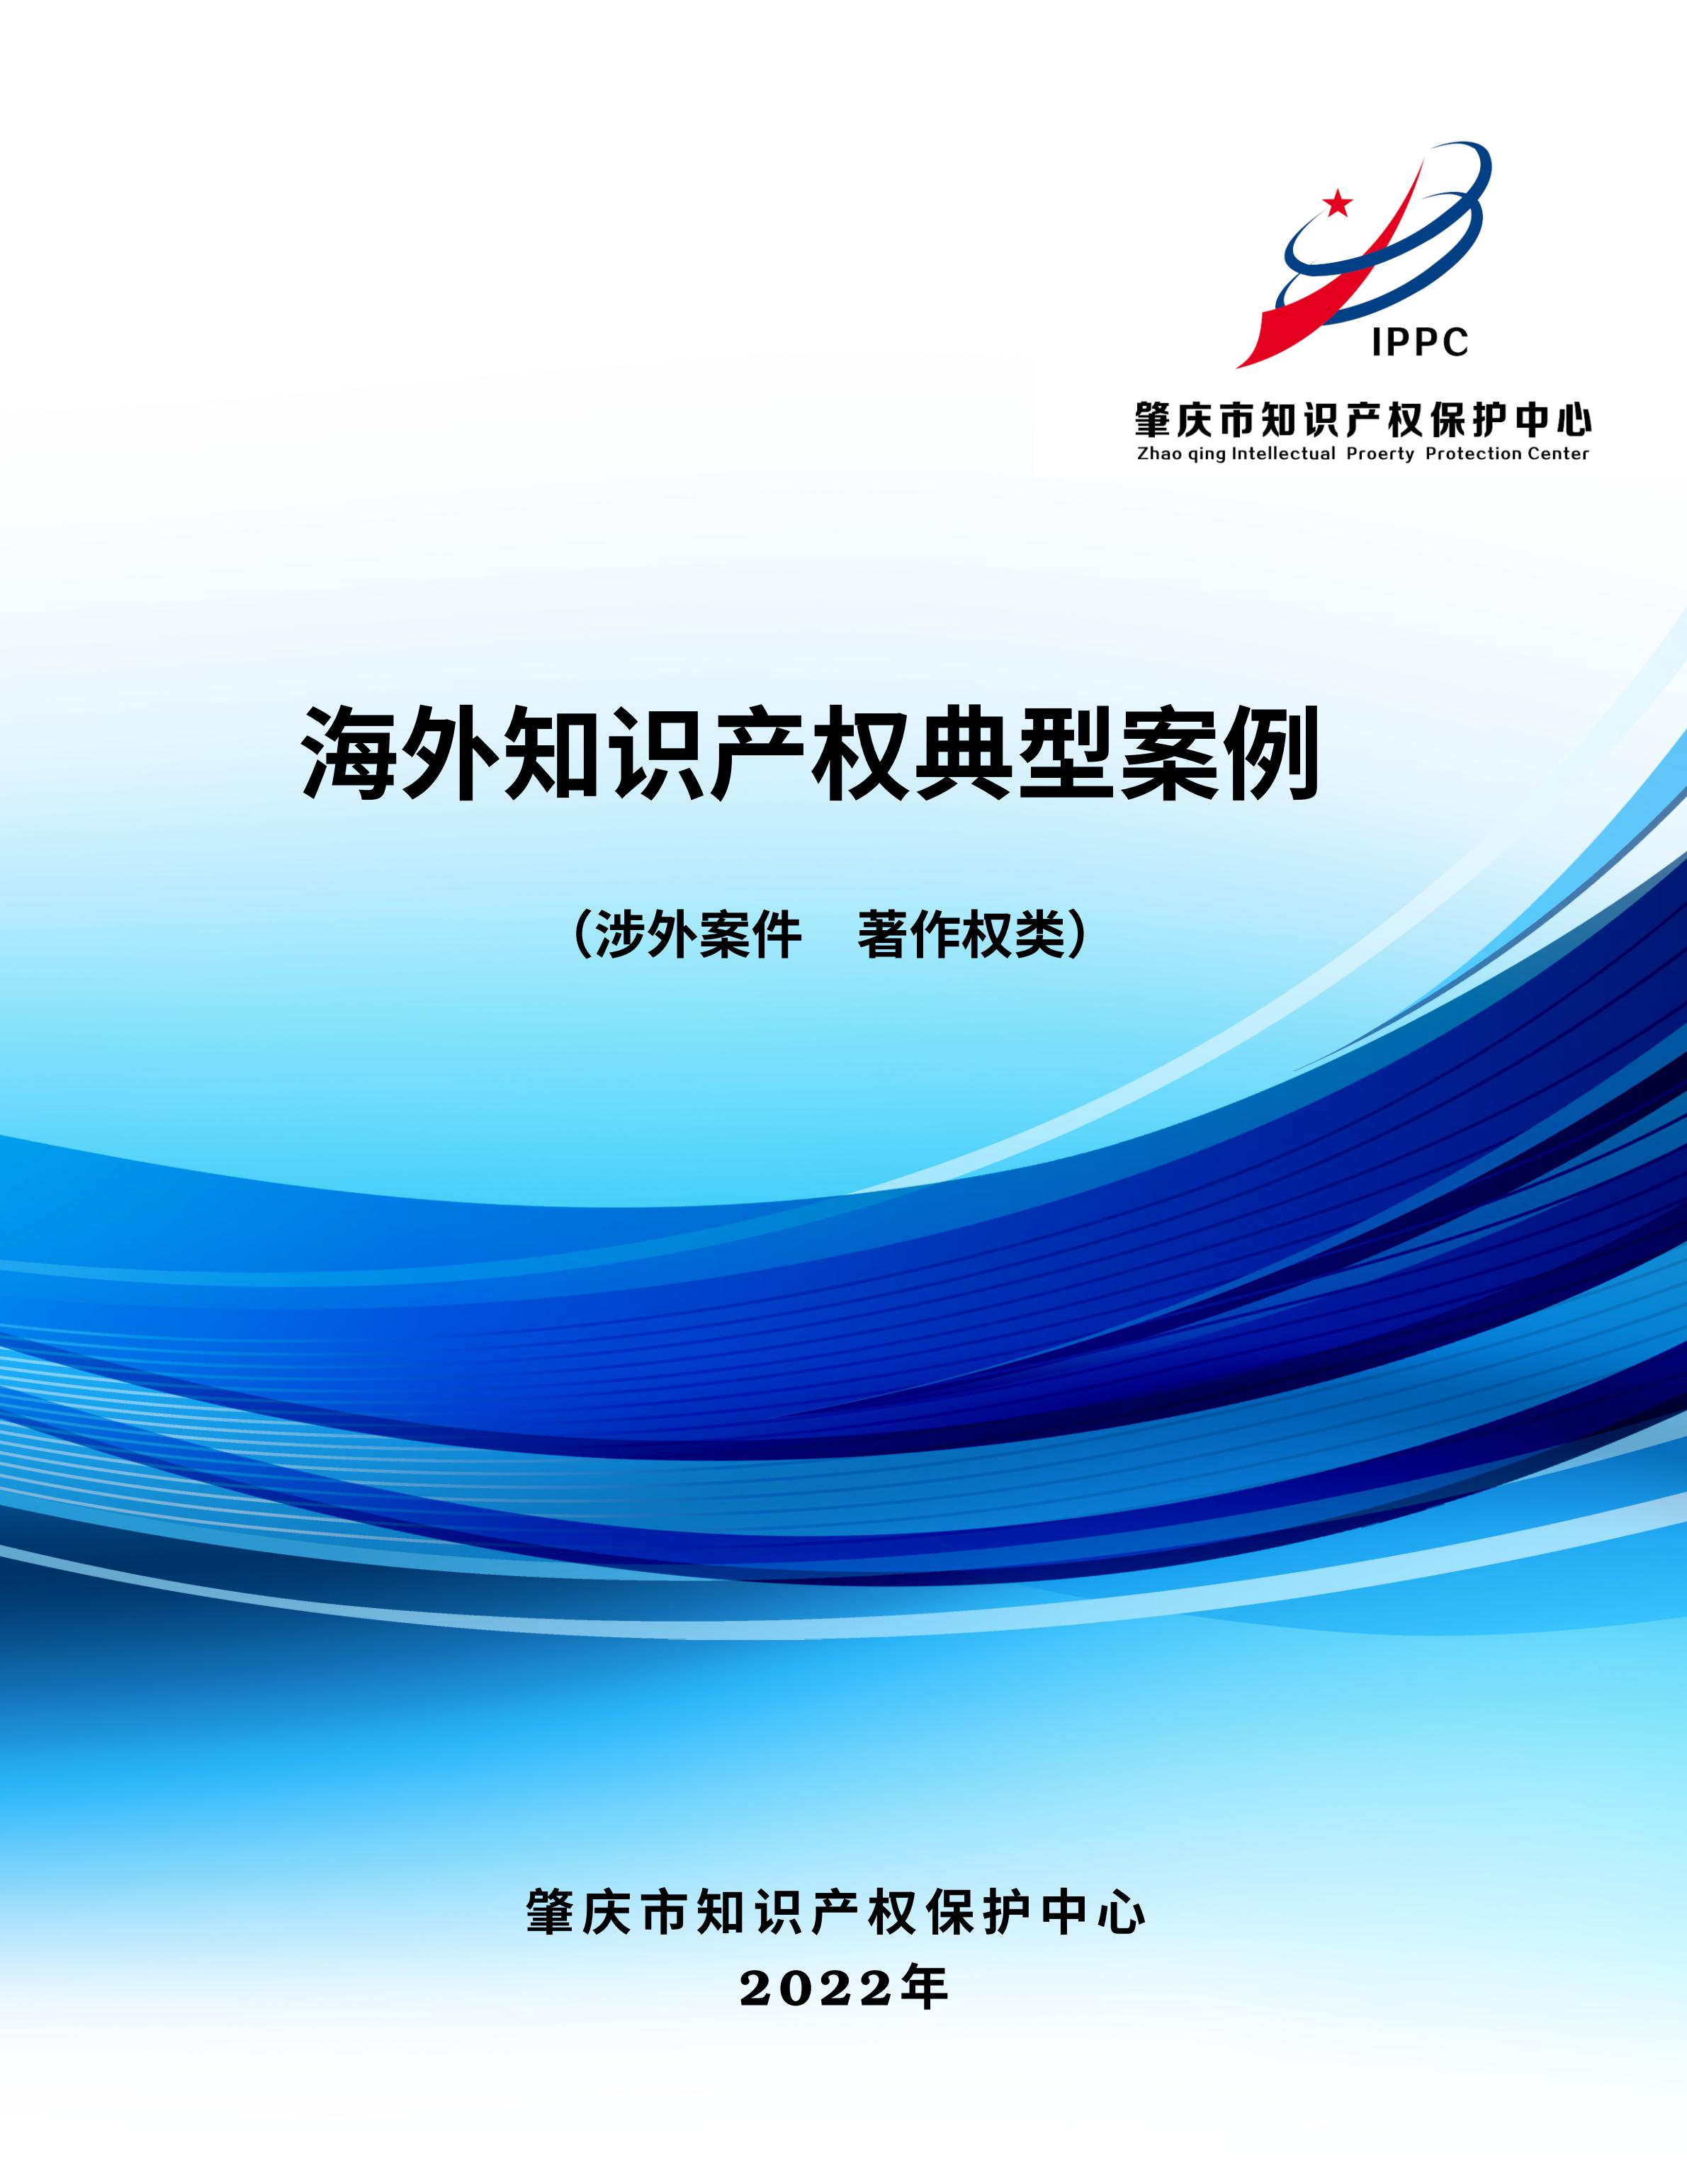 IPPC
肇庆市知识产权保护中心
Zhao qing Intellectual Proerty Protection Center
海外知识产权典型案例
（涉外案件　著作权类）
肇庆市知识产权保护中心
2022年